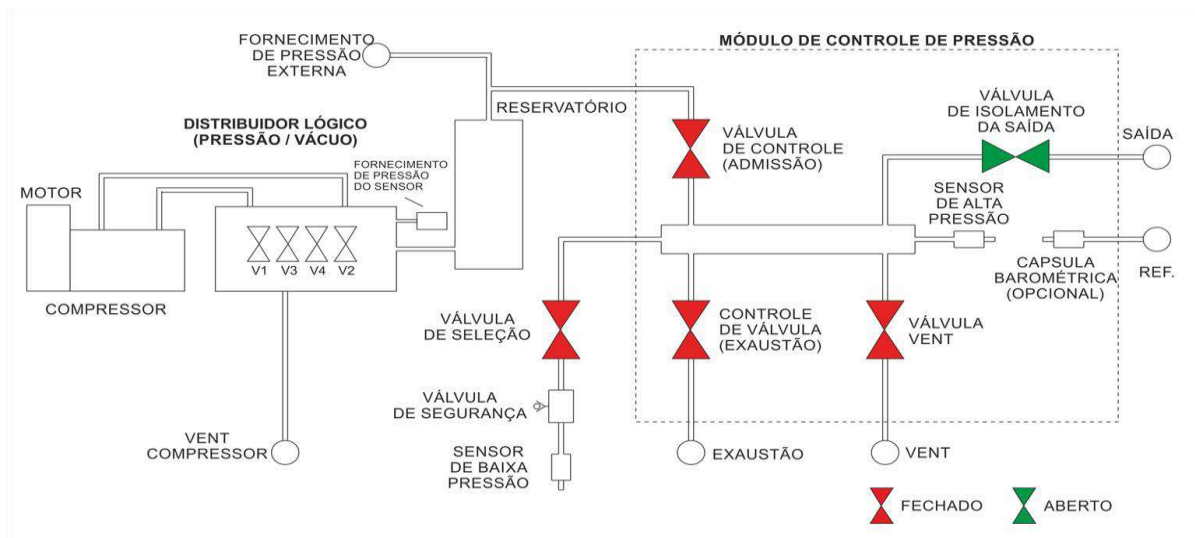 FORNECIMENTO
DE PRESSÃO
EXTERNA
MÓDULO DE CONTROLE DE PRESSÃO
RESERVATÓRIO
DISTRIBUIDOR LÓGICO
(PRESSÃO / VÁCUO)
FORNECIMENTO
DE PRESSÃO
DO SENSOR
MOTOR
COMPRESSOR
V1
V3
V4
V2
VÁLVULA
DE CONTROLE
(ADMISSÃO)
VÁLVULA
DE ISOLAMENTO
DA SAÍDA
SAÍDA
SENSOR
DE ALTA
PRESSÃO
CAPSULA
BAROMÉTRICA
(OPCIONAL)
REF.
VÁLVULA
DE SELEÇÃO
CONTROLE
DE VÁLVULA
(EXAUSTÃO)
VÁLVULA
VENT
VÁLVULA
DE SEGURANÇA
VENT
COMPRESSOR
SENSOR
DE BAIXA
PRESSÃO
EXAUSTÃO
VENT
FECHADO
ABERTO